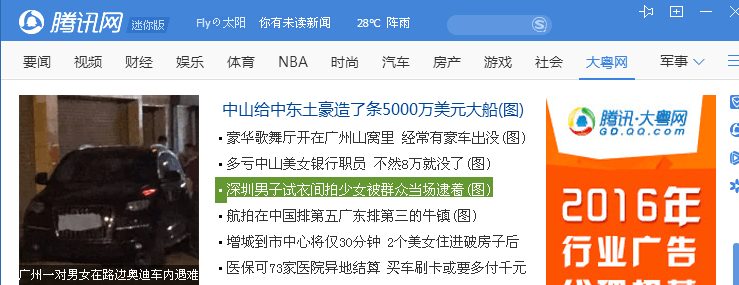 腾讯网 迷你版 Flyの太阳 你有未读新闻 28℃ 阵雨
要闻 视频 财经 娱乐 体育 NBA 时尚 汽车 房产 游戏 社会 大粤网 军事
中山给中东土豪造了条5000万美元大船(图)
豪华歌舞厅开在广州山窝里 经常有豪车出没(图)
多亏中山美女银行职员 不然8万就没了(图)
深圳男子试衣间拍少女被群众当场逮着(图)
航拍在中国排第五广东排第三的牛镇(图)
增城到市中心将仅30分钟 2个美女住进破房子后
医保可73家医院异地结算 买车刷卡或要多付千元
广州一对男女在路边奥迪车内遇难
腾讯·大粤网
GD.QQ.COM
2016年
行业广告